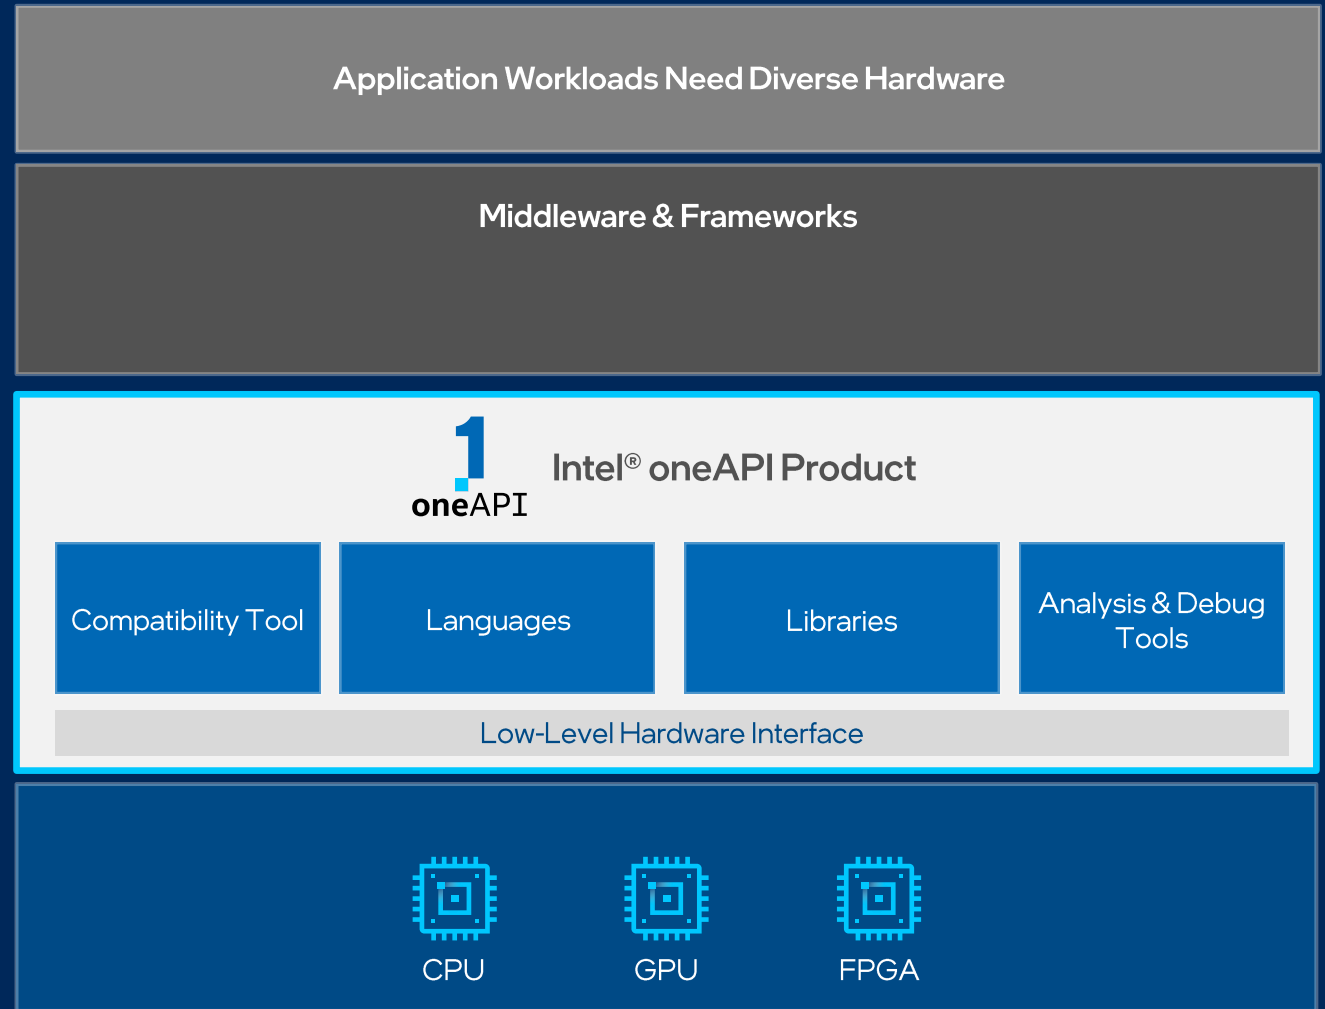 Application Workloads Need Diverse Hardware
Middleware & Frameworks
1
oneAPI
Intel® oneAPI Product
Compatibility Tool
Languages
Libraries
Analysis & Debug
Tools
Low-Level Hardware Interface
CPU
GPU
FPGA